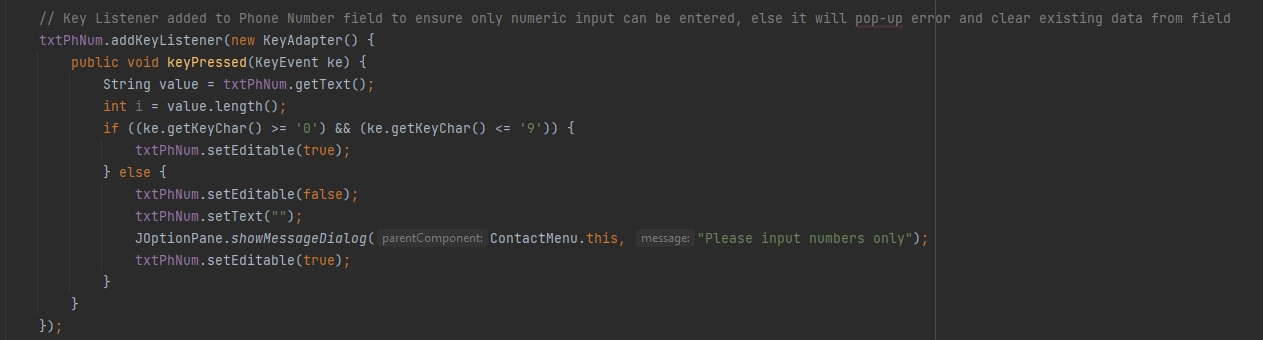 // Key Listener added to Phone Number field to ensure only numeric input can be entered, else it will pop-up error and clear existing data from field
txtPhNum.addKeyListener(new KeyAdapter() {
public void keyPressed(KeyEvent ke) {
String value = txtPhNum.getText();
int i = value.length();
if ((ke.getKeyChar() >= '0') && (ke.getKeyChar() <= '9')) {
txtPhNum.setEditable(true);
} else {
txtPhNum.setEditable(false);
txtPhNum.setText("");
JOptionPane.showMessageDialog( parentComponent: ContactMenu.this, message: "Please input numbers only");
txtPhNum.setEditable(true);
}
}
});